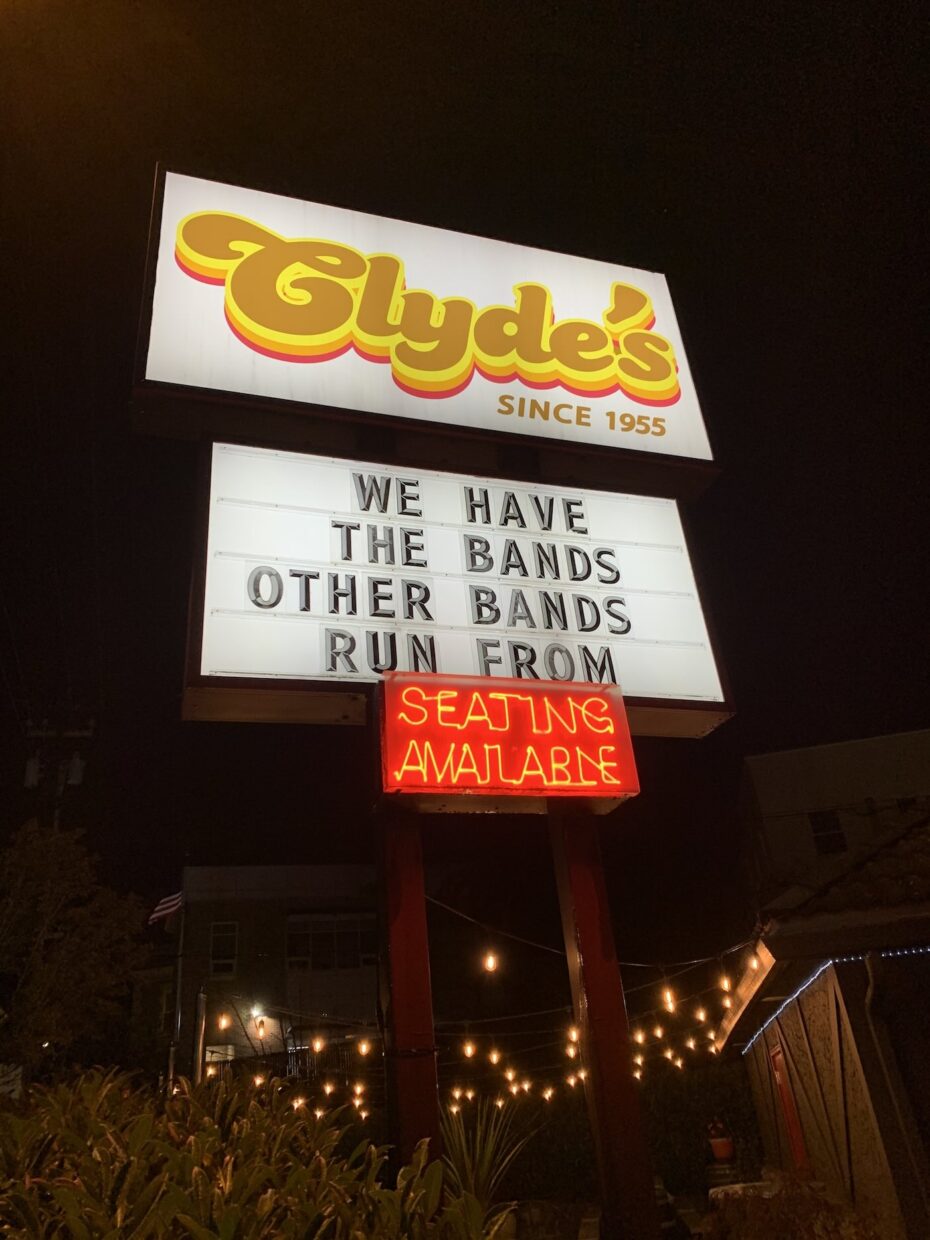 Clyde's
SINCE 1955
WE HAVE
THE BANDS
OTHER BANDS
RUN FROM
SEATING
AVAILABLE